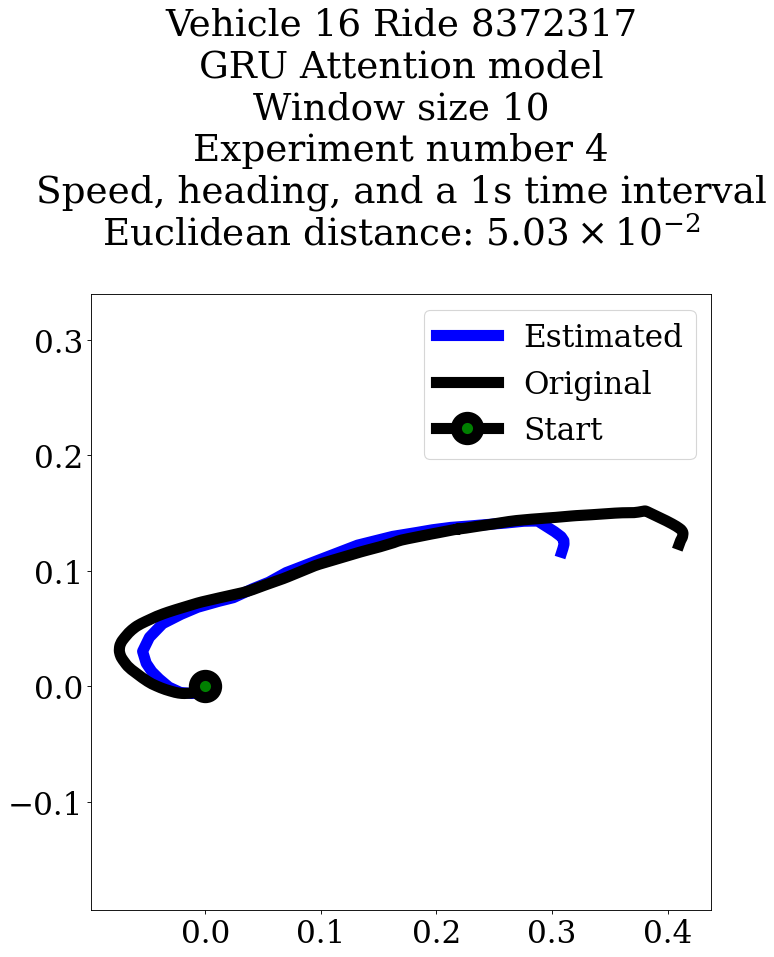 Vehicle 16 Ride 8372317
GRU Attention model
Window size 10
Experiment number 4
Speed, heading, and a 1s time interval
Euclidean distance: 5.03 × 10⁻²
Estimated
Original
Start
0.3
0.2
0.1
0.0
−0.1
0.0 0.1 0.2 0.3 0.4